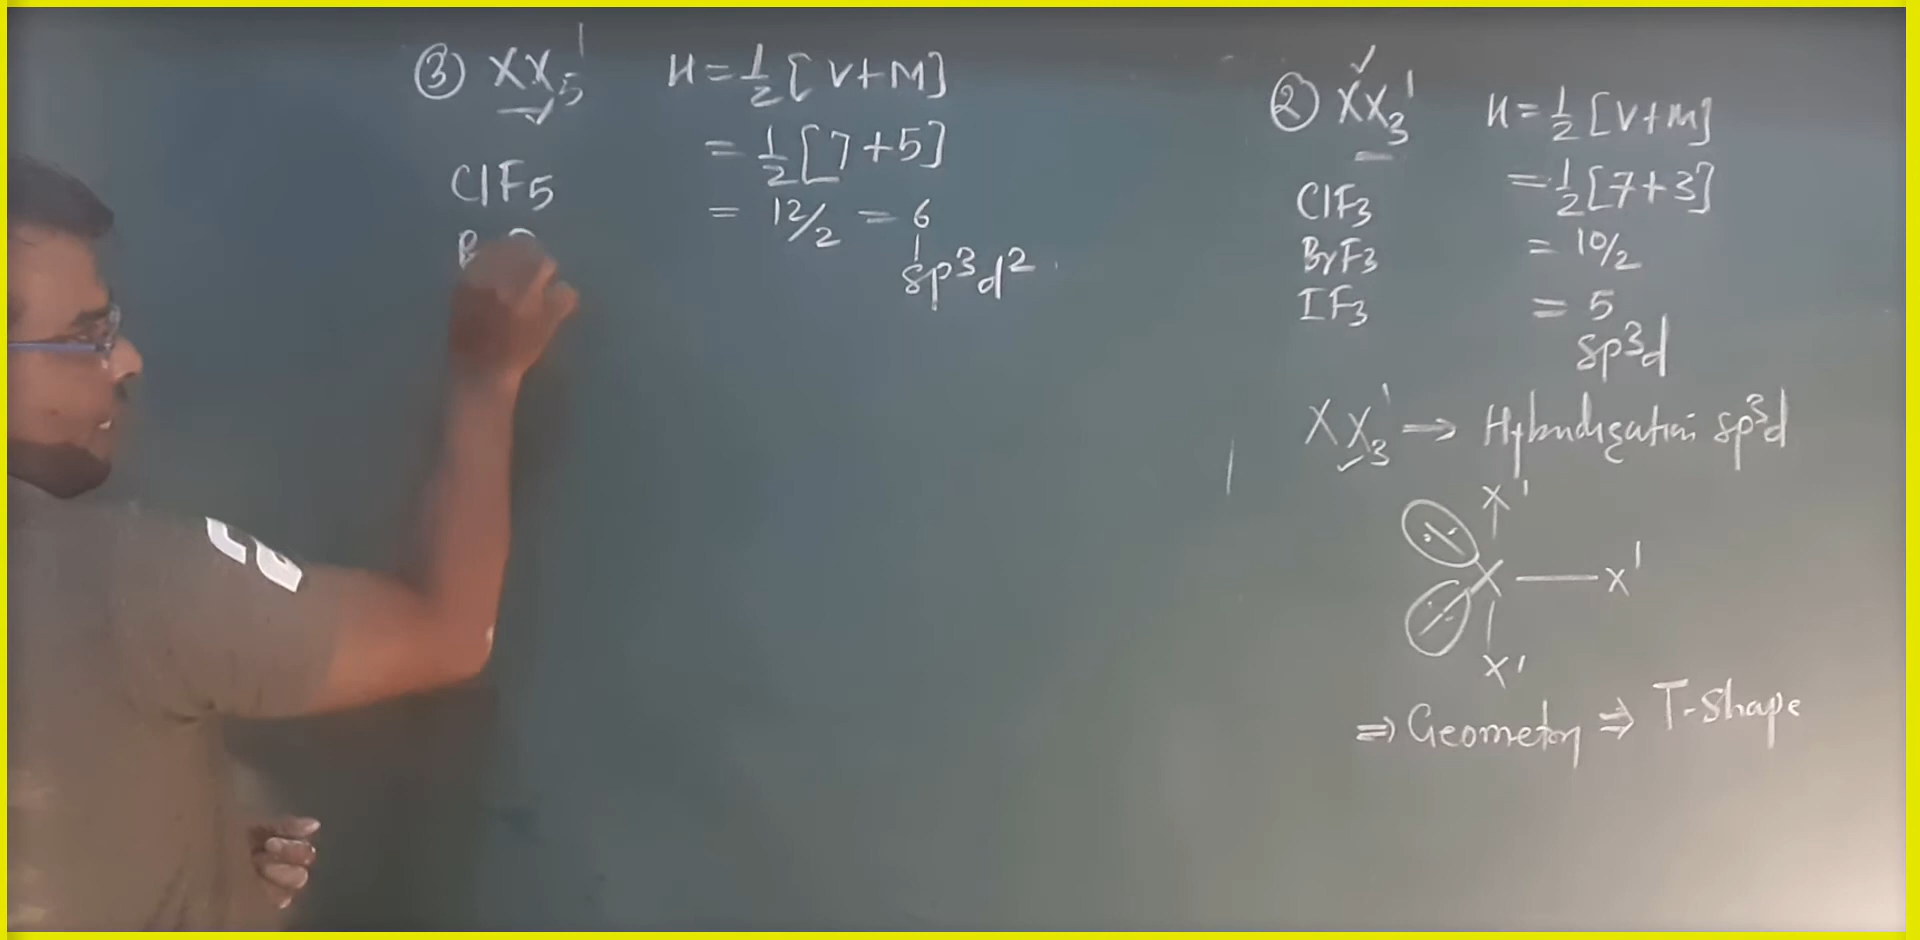 ③ XX₅' H = 1/2 [V+M]
= 1/2 [7+5]
ClF₅
= 12/2 = 6
sp³d²
② XX₃' H = 1/2 [V+M]
= 1/2 [7+3]
ClF₃
BrF₃ = 10/2
IF₃ = 5
sp³d
XX₃' → Hybridization sp³d
X'
X — X'
X'
⇒ Geometry ⇒ T-Shape